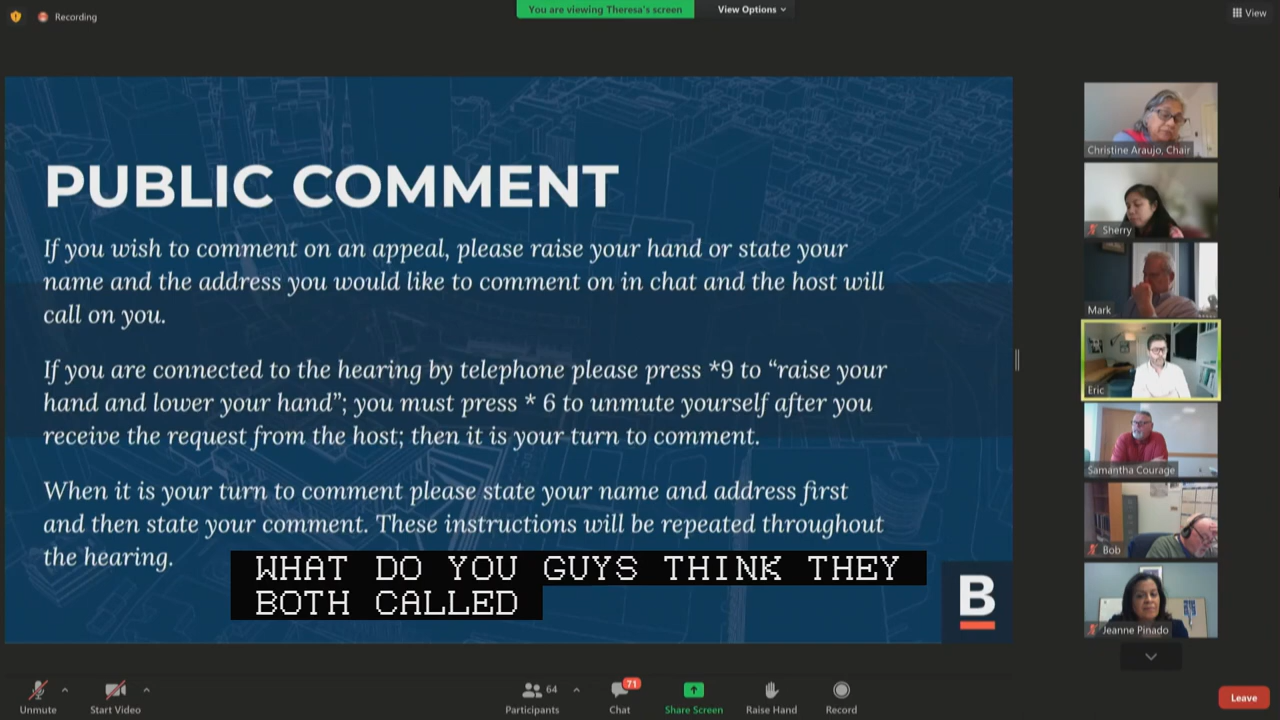 Recording
You are viewing Theresa's screen
View Options
View
PUBLIC COMMENT
If you wish to comment on an appeal, please raise your hand or state your
name and the address you would like to comment on in chat and the host will
call on you.
If you are connected to the hearing by telephone please press *9 to “raise your
hand and lower your hand”; you must press * 6 to unmute yourself after you
receive the request from the host; then it is your turn to comment.
When it is your turn to comment please state your name and address first
and then state your comment. These instructions will be repeated throughout
the hearing.
WHAT DO YOU GUYS THINK THEY
BOTH CALLED
B
Christine Araujo, Chair
Sherry
Mark
Eric
Samantha Courage
Bob
Jeanne Pinado
Unmute
Start Video
64
Participants
71
Chat
Share Screen
Raise Hand
Record
Leave